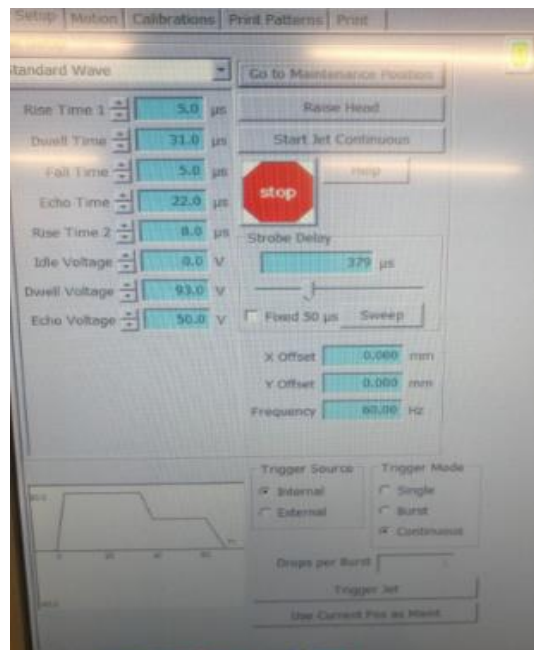 Setup Motion Calibrations Print Patterns Print
Standard Wave
Go to Maintenance Position
Rise Time 1 5.0 µs
Raise Head
Dwell Time 31.0 µs
Start Jet Continuous
Fall Time 5.0 µs
stop
Echo Time 22.0 µs
Rise Time 2 8.0 µs
Strobe Delay
Idle Voltage 0.0 V
379 µs
Dwell Voltage 93.0 V
Echo Voltage 50.0 V
Fixed 50 µs Sweep
X Offset 0.000 mm
Y Offset 0.000 mm
Frequency 60.00 Hz
Trigger Source Trigger Mode
Internal Single
External Burst
Continuous
Drops per Burst
Trigger Jet
Use Current Pos as Maint.